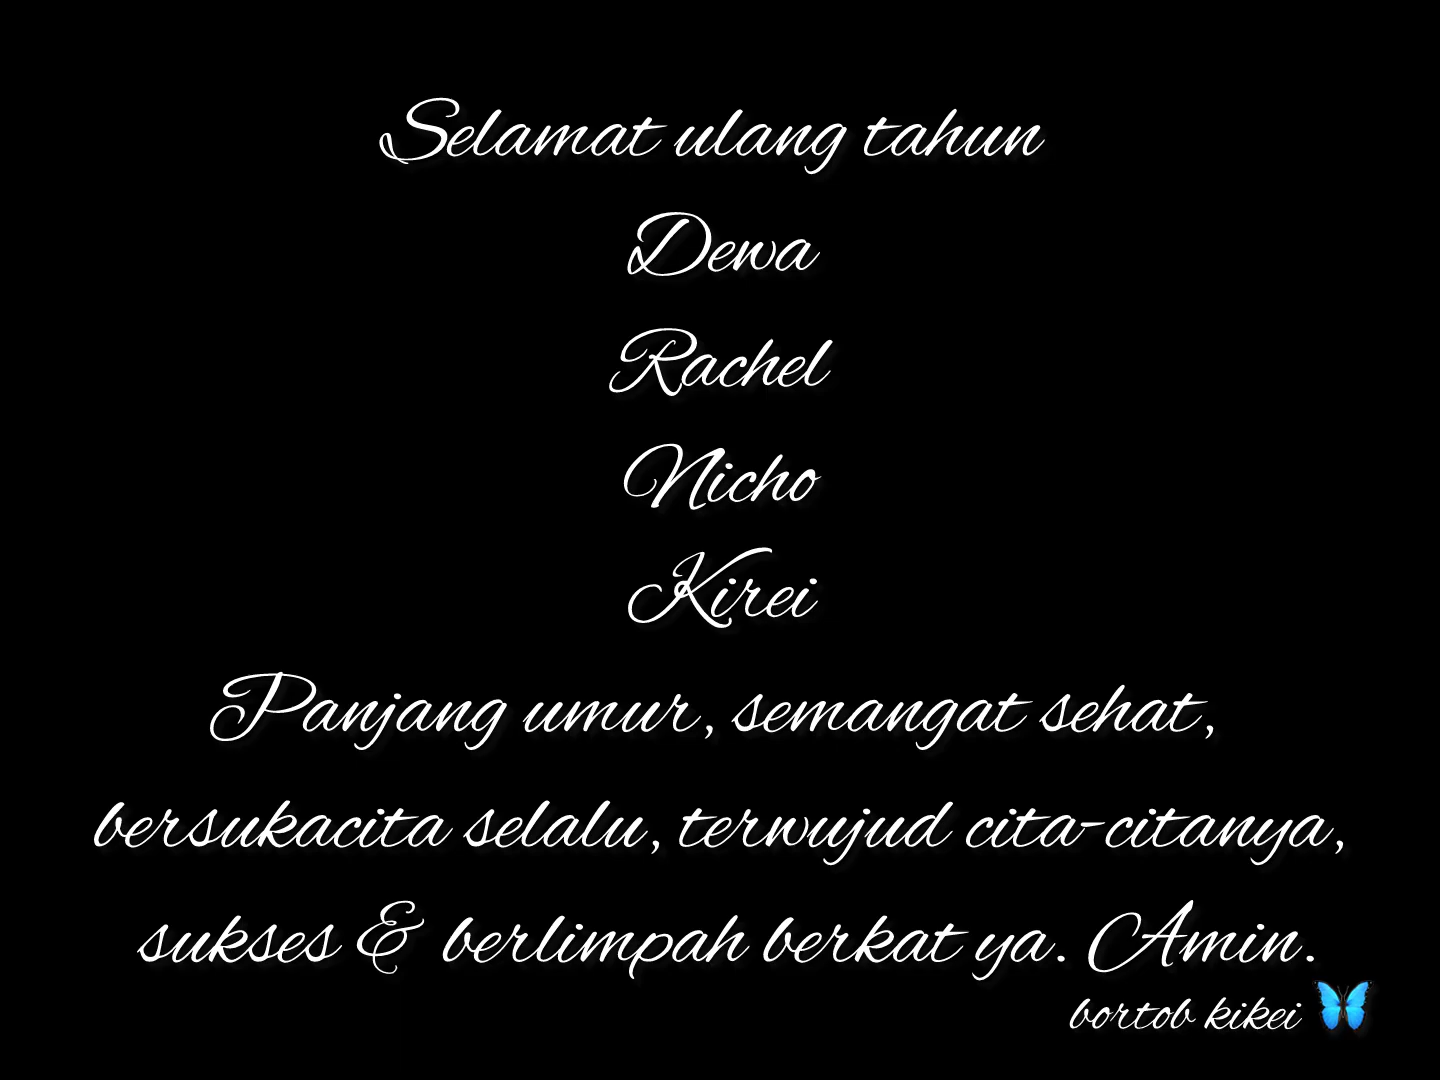 Selamat ulang tahun
Dewa
Rachel
Nicho
Kirei
Panjang umur, semangat sehat,
bersukacita selalu, terwujud cita-citanya,
sukses & berlimpah berkat ya. Amin.
bortob kikei 🦋